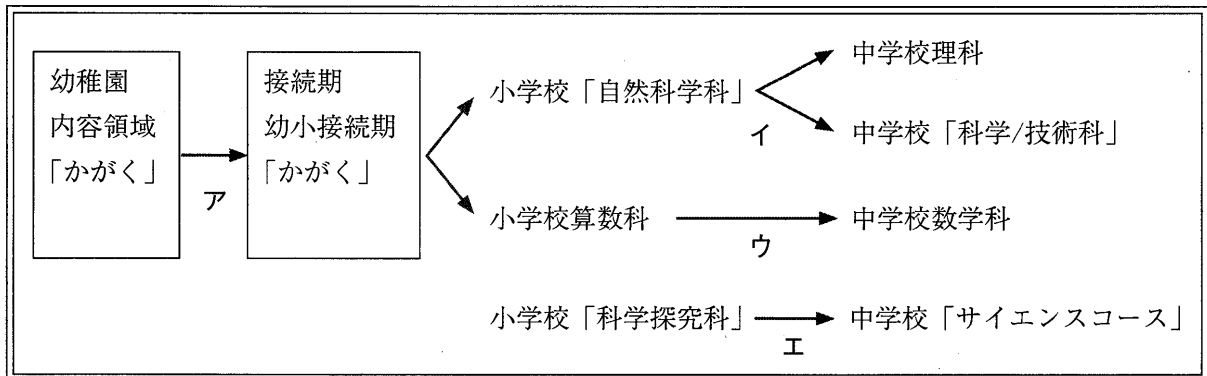 幼稚園
内容領域
「かがく」
ア
接続期
幼小接続期
「かがく」
小学校「自然科学科」
イ
中学校理科
中学校「科学/技術科」
小学校算数科
ウ
中学校数学科
小学校「科学探究科」
エ
中学校「サイエンスコース」